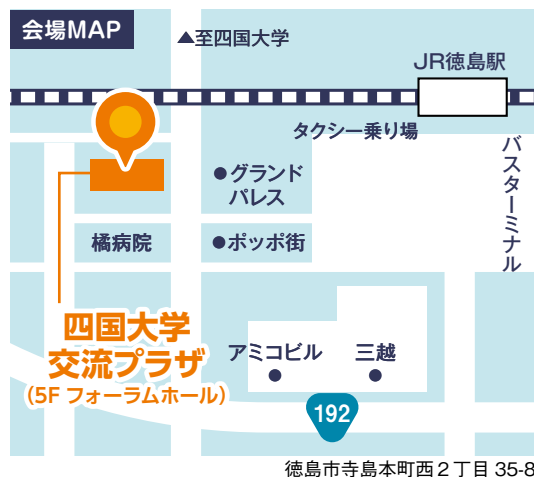 会場MAP
▲至四国大学
JR徳島駅
タクシー乗り場
バスターミナル
●グランド
パレス
橘病院
●ポッポ街
四国大学
交流プラザ
(5F フォーラムホール)
アミコビル
三越
192
徳島市寺島本町西2丁目 35-8